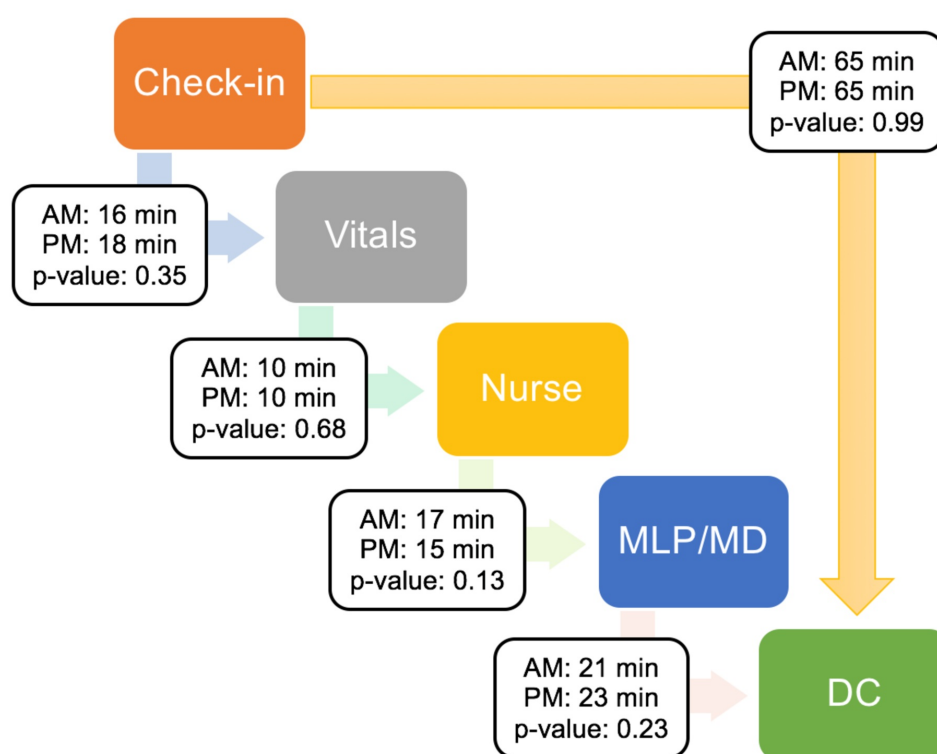 Check-in
AM: 65 min
PM: 65 min
p-value: 0.99
AM: 16 min
PM: 18 min
p-value: 0.35
Vitals
AM: 10 min
PM: 10 min
p-value: 0.68
Nurse
AM: 17 min
PM: 15 min
p-value: 0.13
MLP/MD
AM: 21 min
PM: 23 min
p-value: 0.23
DC